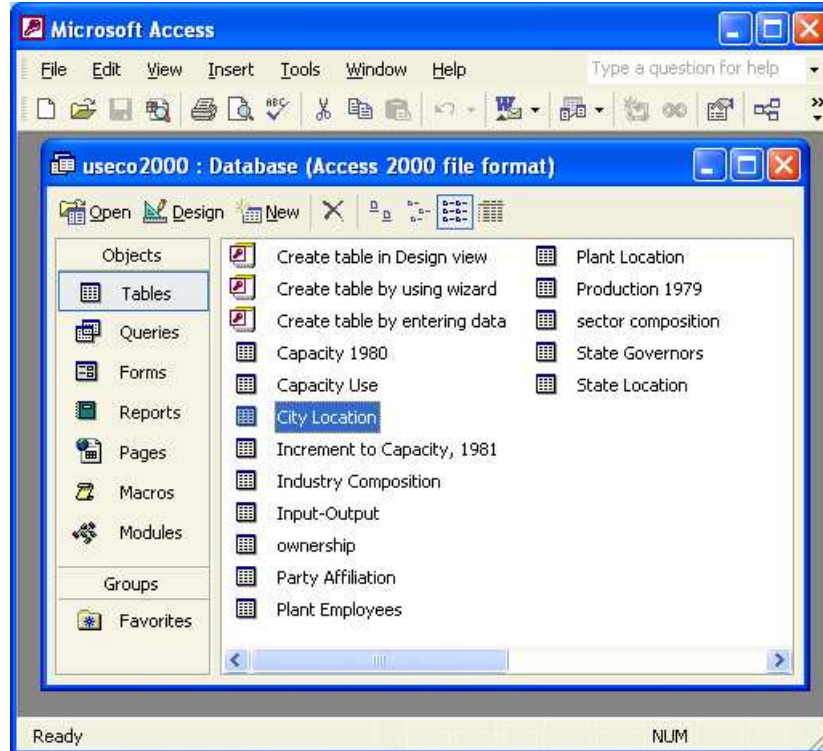 Microsoft Access
File Edit View Insert Tools Window Help Type a question for help
ABC W
useco2000 : Database (Access 2000 file format)
Open Design New
Objects
Tables
Queries
Forms
Reports
Pages
Macros
Modules
Groups
Favorites
Create table in Design view
Create table by using wizard
Create table by entering data
Capacity 1980
Capacity Use
City Location
Increment to Capacity, 1981
Industry Composition
Input-Output
ownership
Party Affiliation
Plant Employees
Plant Location
Production 1979
sector composition
State Governors
State Location
Ready NUM